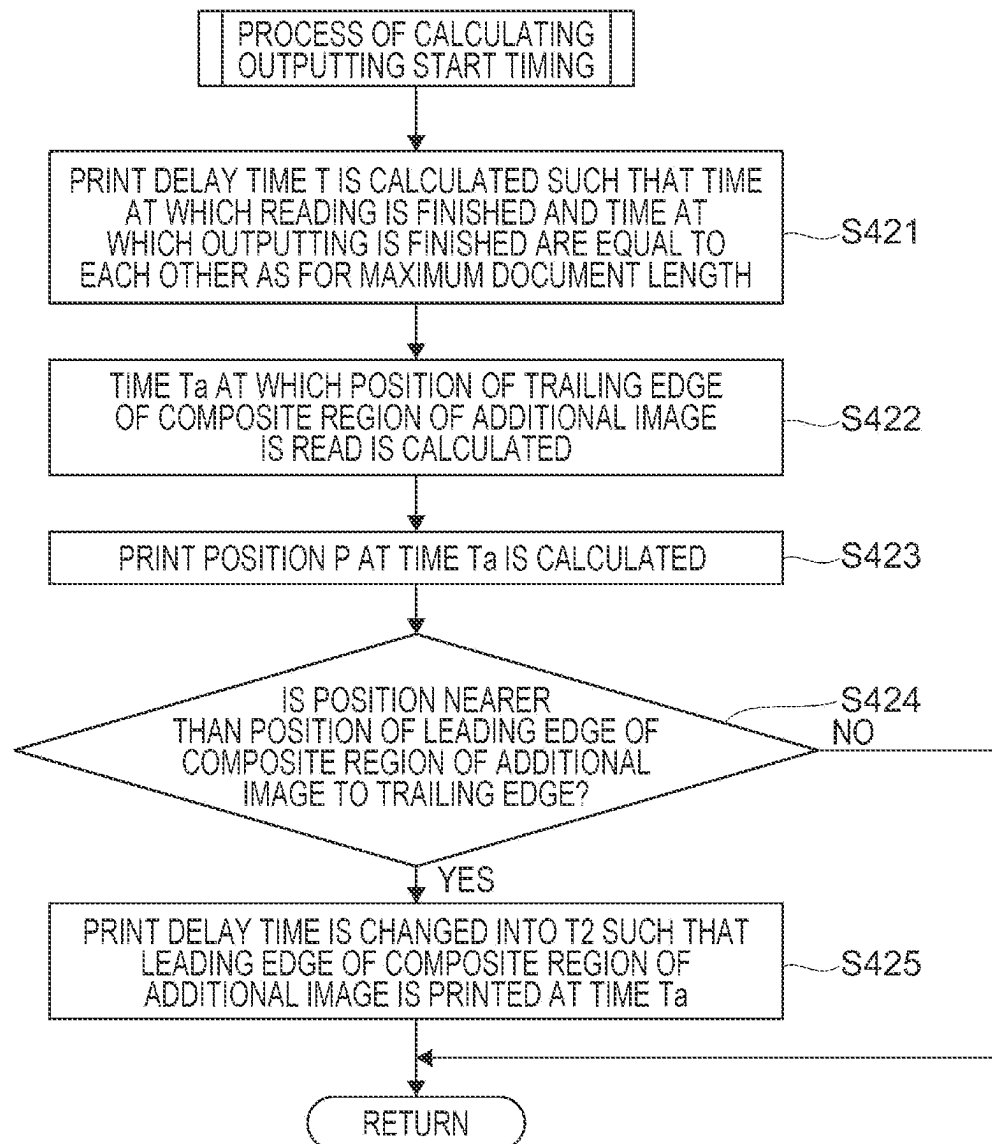 PROCESS OF CALCULATING
OUTPUTTING START TIMING
PRINT DELAY TIME T IS CALCULATED SUCH THAT TIME
AT WHICH READING IS FINISHED AND TIME AT
WHICH OUTPUTTING IS FINISHED ARE EQUAL TO
EACH OTHER AS FOR MAXIMUM DOCUMENT LENGTH
S421
TIME Ta AT WHICH POSITION OF TRAILING EDGE
OF COMPOSITE REGION OF ADDITIONAL IMAGE
IS READ IS CALCULATED
S422
PRINT POSITION P AT TIME Ta IS CALCULATED
S423
IS POSITION NEARER
THAN POSITION OF LEADING EDGE OF
COMPOSITE REGION OF ADDITIONAL
IMAGE TO TRAILING EDGE?
S424
NO
YES
PRINT DELAY TIME IS CHANGED INTO T2 SUCH THAT
LEADING EDGE OF COMPOSITE REGION OF
ADDITIONAL IMAGE IS PRINTED AT TIME Ta
S425
RETURN